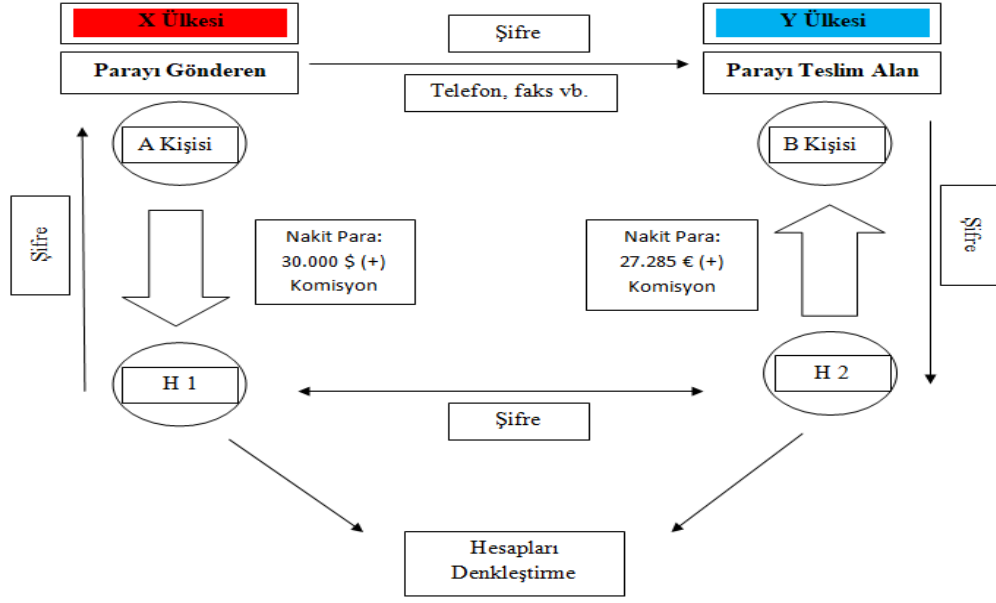 X Ülkesi
Y Ülkesi
Şifre
Parayı Gönderen
Parayı Teslim Alan
Telefon, faks vb.
A Kişisi
B Kişisi
Şifre
Şifre
Nakit Para:
30.000 $ (+)
Komisyon
Nakit Para:
27.285 € (+)
Komisyon
H 1
H 2
Şifre
Hesapları
Denkleştirme